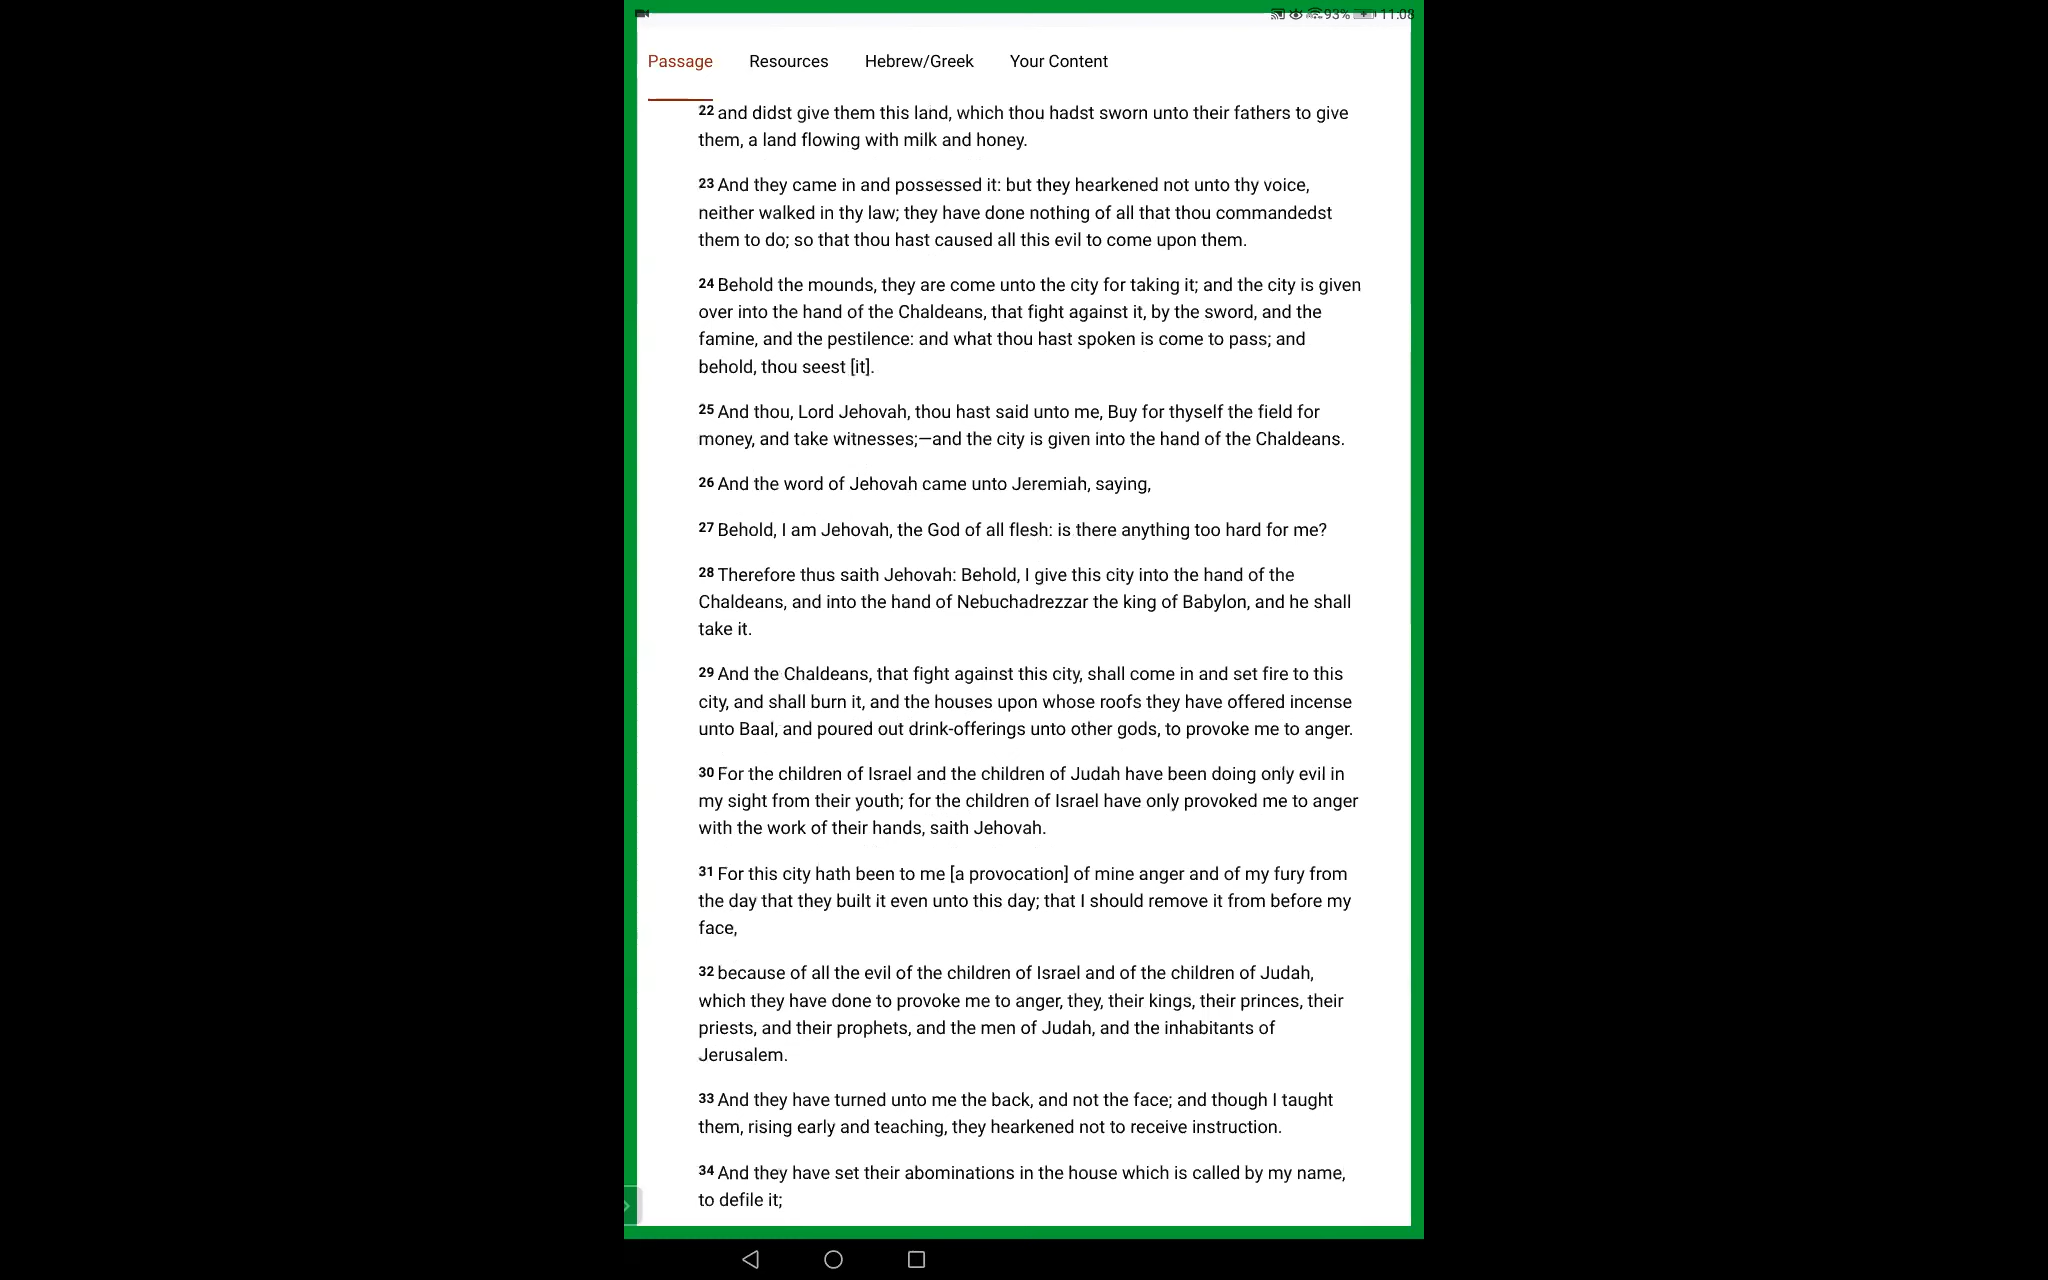 93% 11:08
Passage Resources Hebrew/Greek Your Content
22 and didst give them this land, which thou hadst sworn unto their fathers to give
them, a land flowing with milk and honey.
23 And they came in and possessed it: but they hearkened not unto thy voice,
neither walked in thy law; they have done nothing of all that thou commandedst
them to do; so that thou hast caused all this evil to come upon them.
24 Behold the mounds, they are come unto the city for taking it; and the city is given
over into the hand of the Chaldeans, that fight against it, by the sword, and the
famine, and the pestilence: and what thou hast spoken is come to pass; and
behold, thou seest [it].
25 And thou, Lord Jehovah, thou hast said unto me, Buy for thyself the field for
money, and take witnesses;—and the city is given into the hand of the Chaldeans.
26 And the word of Jehovah came unto Jeremiah, saying,
27 Behold, I am Jehovah, the God of all flesh: is there anything too hard for me?
28 Therefore thus saith Jehovah: Behold, I give this city into the hand of the
Chaldeans, and into the hand of Nebuchadrezzar the king of Babylon, and he shall
take it.
29 And the Chaldeans, that fight against this city, shall come in and set fire to this
city, and shall burn it, and the houses upon whose roofs they have offered incense
unto Baal, and poured out drink-offerings unto other gods, to provoke me to anger.
30 For the children of Israel and the children of Judah have been doing only evil in
my sight from their youth; for the children of Israel have only provoked me to anger
with the work of their hands, saith Jehovah.
31 For this city hath been to me [a provocation] of mine anger and of my fury from
the day that they built it even unto this day; that I should remove it from before my
face,
32 because of all the evil of the children of Israel and of the children of Judah,
which they have done to provoke me to anger, they, their kings, their princes, their
priests, and their prophets, and the men of Judah, and the inhabitants of
Jerusalem.
33 And they have turned unto me the back, and not the face; and though I taught
them, rising early and teaching, they hearkened not to receive instruction.
34 And they have set their abominations in the house which is called by my name,
to defile it;